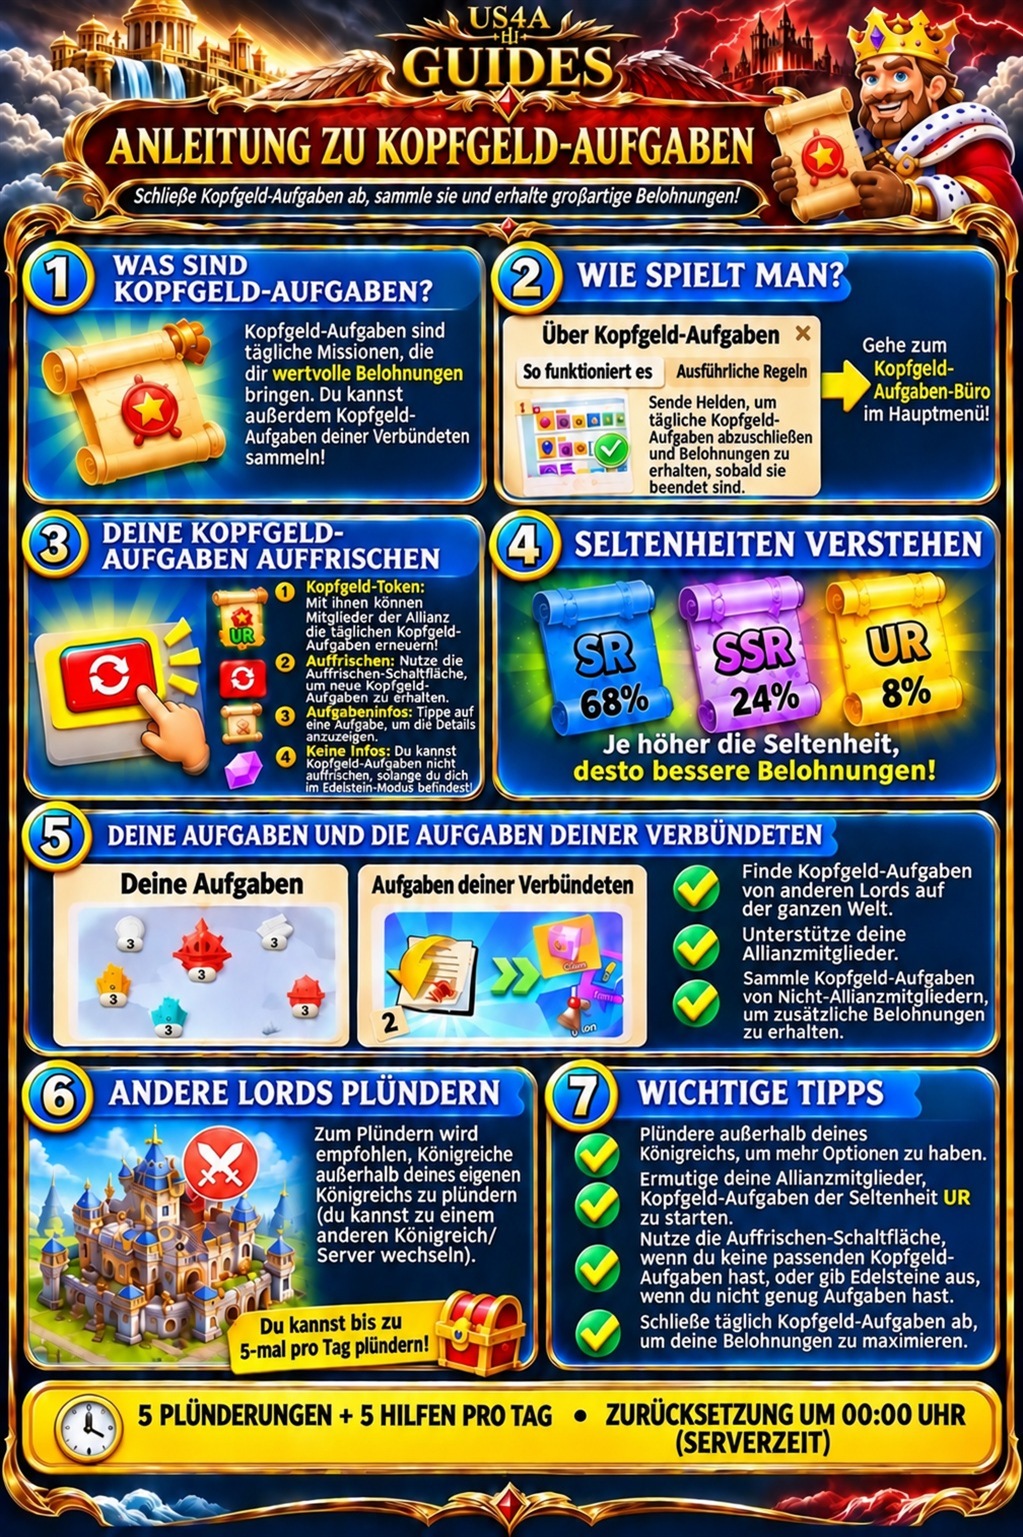 US4A
HI
GUIDES
ANLEITUNG ZU KOPFGELD-AUFGABEN
Schließe Kopfgeld-Aufgaben ab, sammle sie und erhalte großartige Belohnungen!
1
WAS SIND
KOPFGELD-AUFGABEN?
Kopfgeld-Aufgaben sind
tägliche Missionen, die
dir wertvolle Belohnungen
bringen. Du kannst
außerdem Kopfgeld-
Aufgaben deiner Verbündeten
sammeln!
2
WIE SPIELT MAN?
Über Kopfgeld-Aufgaben
So funktioniert es
Ausführliche Regeln
1
Sende Helden, um
tägliche Kopfgeld-
Aufgaben abzuschließen
und Belohnungen zu
erhalten, sobald sie
beendet sind.
Gehe zum
Kopfgeld-
Aufgaben-Büro
im Hauptmenü!
3
DEINE KOPFGELD-
AUFGABEN AUFFRISCHEN
UR
1 Kopfgeld-Token:
Mit ihnen können
Mitglieder der Allianz
die täglichen Kopfgeld-
Aufgaben erneuern!
2 Auffrischen: Nutze die
Auffrischen-Schaltfläche,
um neue Kopfgeld-
Aufgaben zu erhalten.
3 Aufgabeninfos: Tippe auf
eine Aufgabe, um die Details
anzuzeigen.
4 Keine Infos: Du kannst
Kopfgeld-Aufgaben nicht
auffrischen, solange du dich
im Edelstein-Modus befindest!
4
SELTENHEITEN VERSTEHEN
SR
68%
SSR
24%
UR
8%
Je höher die Seltenheit,
desto bessere Belohnungen!
5
DEINE AUFGABEN UND DIE AUFGABEN DEINER VERBÜNDETEN
Deine Aufgaben
3
3
3
3
3
3
Aufgaben deiner Verbündeten
2
Finde Kopfgeld-Aufgaben
von anderen Lords auf
der ganzen Welt.
Unterstütze deine
Allianzmitglieder.
Sammle Kopfgeld-Aufgaben
von Nicht-Allianzmitgliedern,
um zusätzliche Belohnungen
zu erhalten.
6
ANDERE LORDS PLÜNDERN
Zum Plündern wird
empfohlen, Königreiche
außerhalb deines eigenen
Königreichs zu plündern
(du kannst zu einem
anderen Königreich/
Server wechseln).
Du kannst bis zu
5-mal pro Tag plündern!
7
WICHTIGE TIPPS
Plündere außerhalb deines
Königreichs, um mehr Optionen zu haben.
Ermutige deine Allianzmitglieder,
Kopfgeld-Aufgaben der Seltenheit UR
zu starten.
Nutze die Auffrischen-Schaltfläche,
wenn du keine passenden Kopfgeld-
Aufgaben hast, oder gib Edelsteine aus,
wenn du nicht genug Aufgaben hast.
Schließe täglich Kopfgeld-Aufgaben ab,
um deine Belohnungen zu maximieren.
5 PLÜNDERUNGEN + 5 HILFEN PRO TAG • ZURÜCKSETZUNG UM 00:00 UHR
(SERVERZEIT)